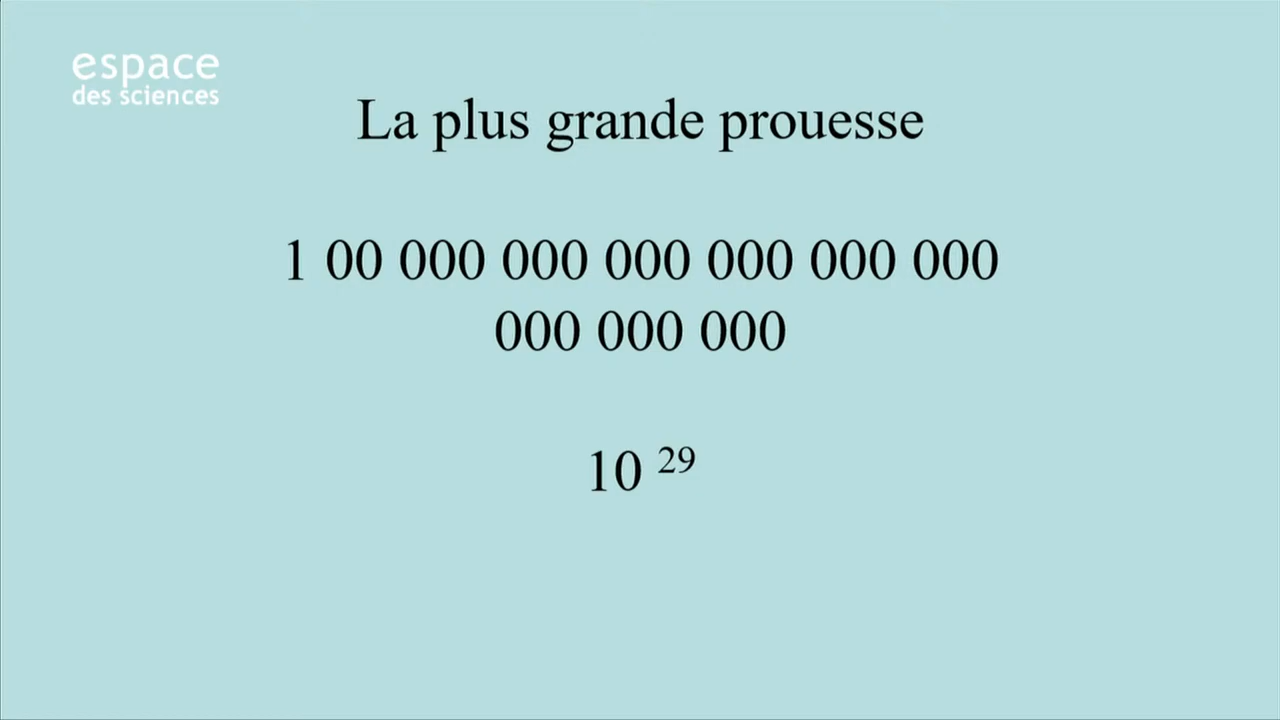 espace
des sciences
La plus grande prouesse
1 00 000 000 000 000 000 000
000 000 000
10 ²⁹